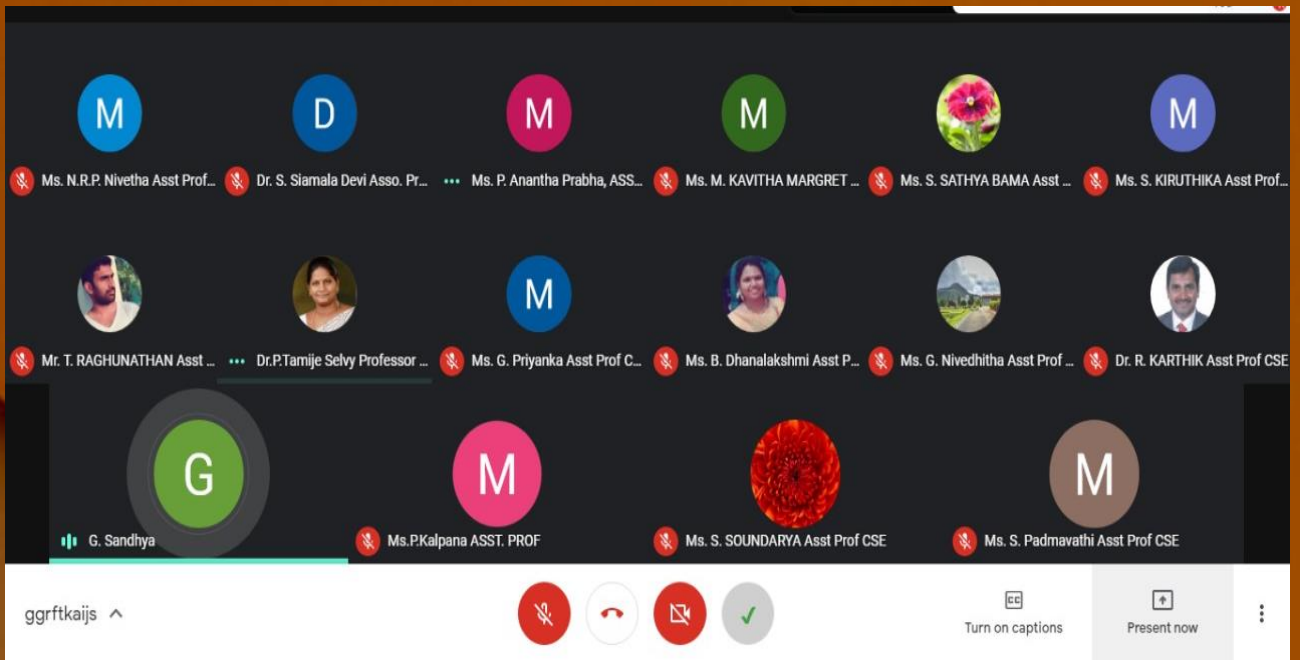 M D M M M
Ms. N.R.P. Nivetha Asst Prof... Dr. S. Siamala Devi Asso. Pr... Ms. P. Anantha Prabha, ASS... Ms. M. KAVITHA MARGRET ... Ms. S. SATHYA BAMA Asst ... Ms. S. KIRUTHIKA Asst Prof...
M
Mr. T. RAGHUNATHAN Asst ... Dr.P.Tamije Selvy Professor ... Ms. G. Priyanka Asst Prof C... Ms. B. Dhanalakshmi Asst P... Ms. G. Nivedhitha Asst Prof ... Dr. R. KARTHIK Asst Prof CSE
G M M
G. Sandhya Ms.P.Kalpana ASST. PROF Ms. S. SOUNDARYA Asst Prof CSE Ms. S. Padmavathi Asst Prof CSE
ggrftkaijs CC
Turn on captions Present now